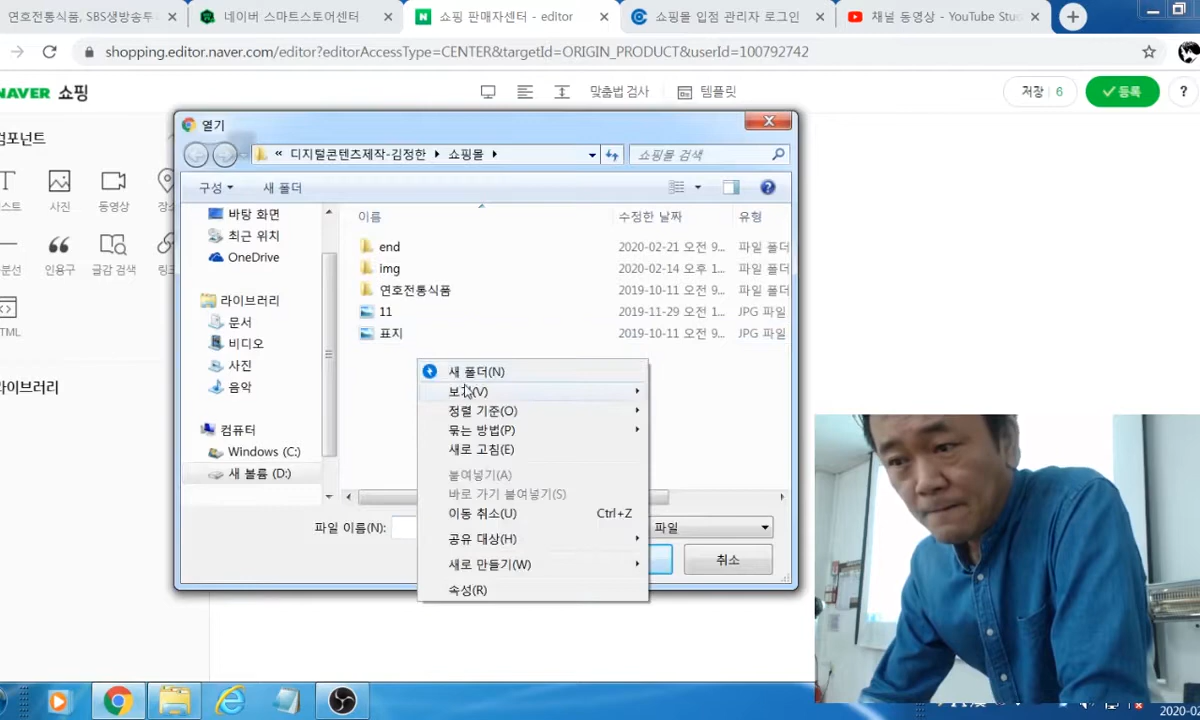 연호전통식품, SBS생방송투
네이버 스마트스토어센터
쇼핑 판매자센터 - editor
쇼핑몰 입점 관리자 로그인
채널 동영상 - YouTube Stu
shopping.editor.naver.com/editor?editorAccessType=CENTER&targetId=ORIGIN_PRODUCT&userId=100792742
NAVER 쇼핑
맞춤법 검사
템플릿
저장 6
등록
?
컴포넌트
사진
동영상
인용구
글감 검색
열기
« 디지털콘텐츠제작-김정한 쇼핑몰
쇼핑몰 검색
구성
새 폴더
바탕 화면
최근 위치
OneDrive
라이브러리
문서
비디오
사진
음악
컴퓨터
Windows (C:)
새 볼륨 (D:)
이름
수정한 날짜
유형
end
2020-02-21 오전 9...
파일 폴더
img
2020-02-14 오후 1...
파일 폴더
연호전통식품
2019-10-11 오전 9...
파일 폴더
11
2019-11-29 오전 1...
JPG 파일
표지
2019-10-11 오전 9...
JPG 파일
새 폴더(N)
보기(V)
정렬 기준(O)
묶는 방법(P)
새로 고침(E)
붙여넣기(A)
바로 가기 붙여넣기(S)
이동 취소(U) Ctrl+Z
공유 대상(H)
새로 만들기(W)
속성(R)
파일 이름(N):
파일
취소
2020-02